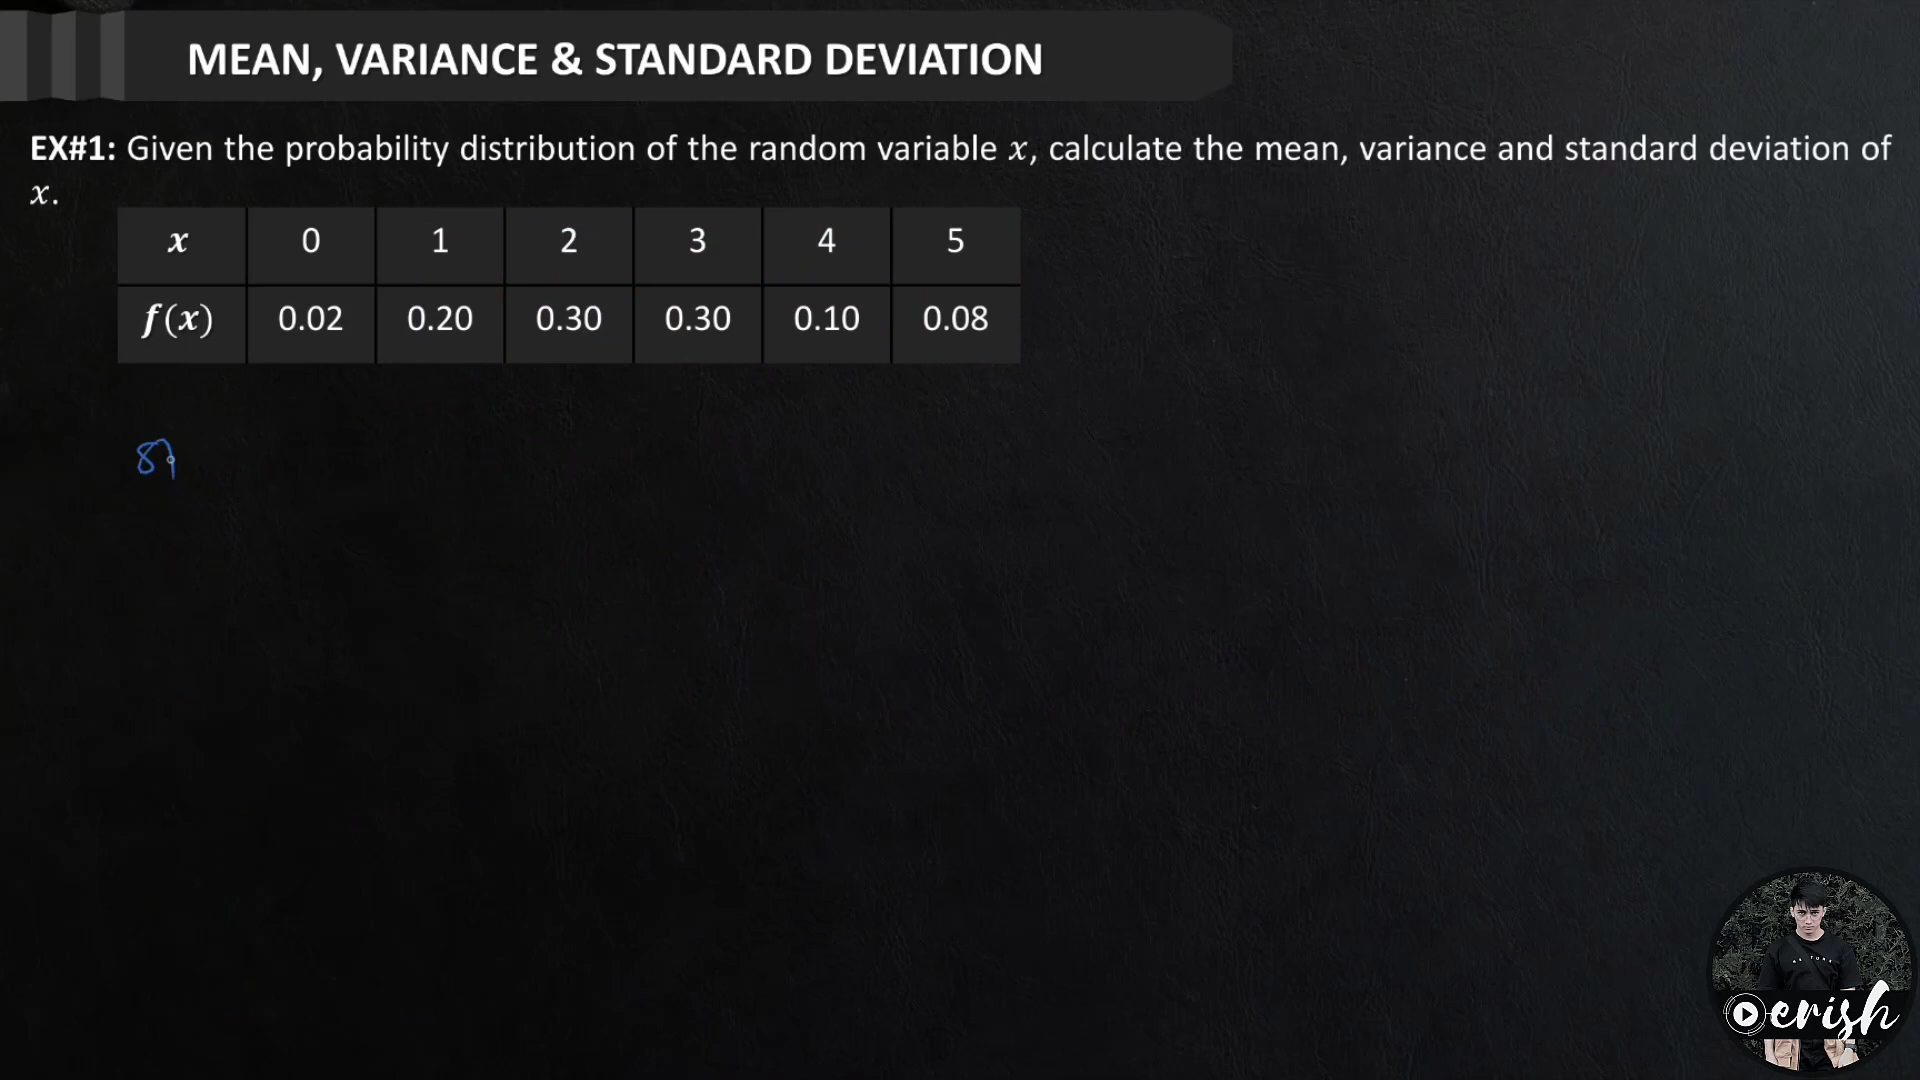 MEAN, VARIANCE & STANDARD DEVIATION
EX#1: Given the probability distribution of the random variable x, calculate the mean, variance and standard deviation of
x.
x 0 1 2 3 4 5
f(x) 0.02 0.20 0.30 0.30 0.10 0.08
erish